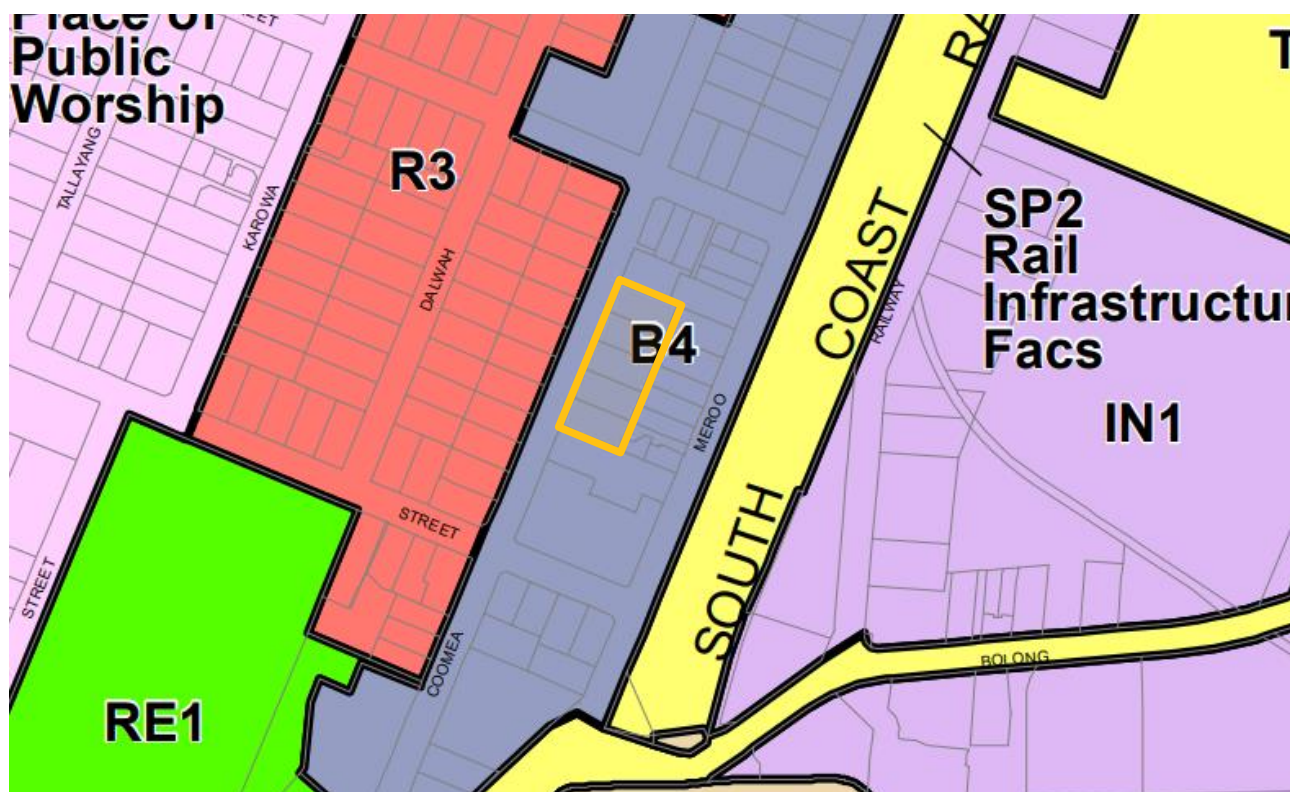 Place of
Public
Worship
TALLAYANG
KAROWA
R3
DALWAH
COAST
RAILWAY
SP2
Rail
Infrastructu
Facs
B4
MEROO
IN1
SOUTH
STREET
STREET
COOMEA
BOLONG
RE1